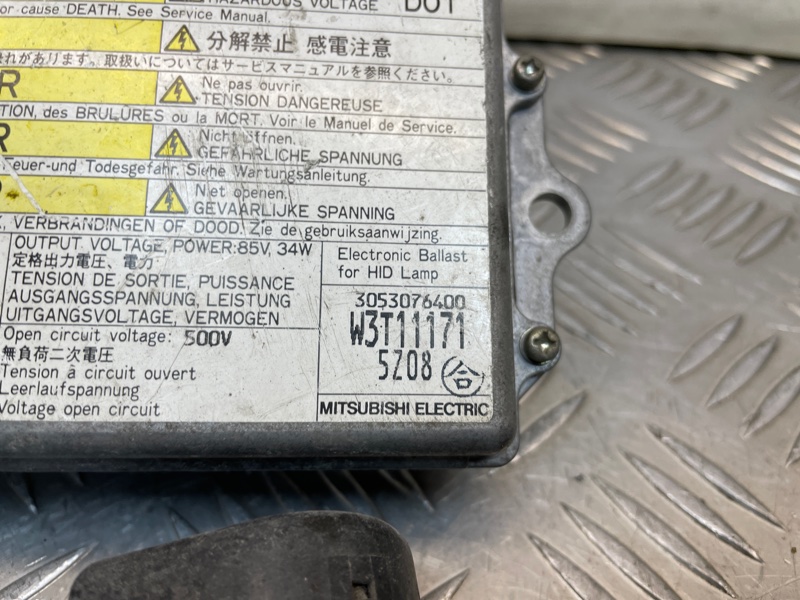 HAZARDOUS VOLTAGE DOT
or cause DEATH. See Service Manual.
分解禁止 感電注意
れがあります。取扱いについてはサービスマニュアルを参照ください。
R
Ne pas ouvrir.
TENSION DANGEREUSE
TION, des BRULURES ou la MORT. Voir le Manuel de Service.
R
Nicht öffnen.
GEFÄHRLICHE SPANNUNG
euer-und Todesgefahr. Siehe Wartungsanleitung.
Niet openen.
GEVAARLIJKE SPANNING
, VERBRANDINGEN OF DOOD. Zie de gebruiksaanwijzing.
OUTPUT VOLTAGE, POWER:85V, 34W
定格出力電圧、電力
TENSION DE SORTIE, PUISSANCE
AUSGANGSSPANNUNG, LEISTUNG
UITGANGSVOLTAGE, VERMOGEN
Open circuit voltage: 500V
無負荷二次電圧
Tension à circuit ouvert
Leerlaufspannung
Voltage open circuit
Electronic Ballast
for HID Lamp
3053076400
W3T11171
5Z08 合
MITSUBISHI ELECTRIC